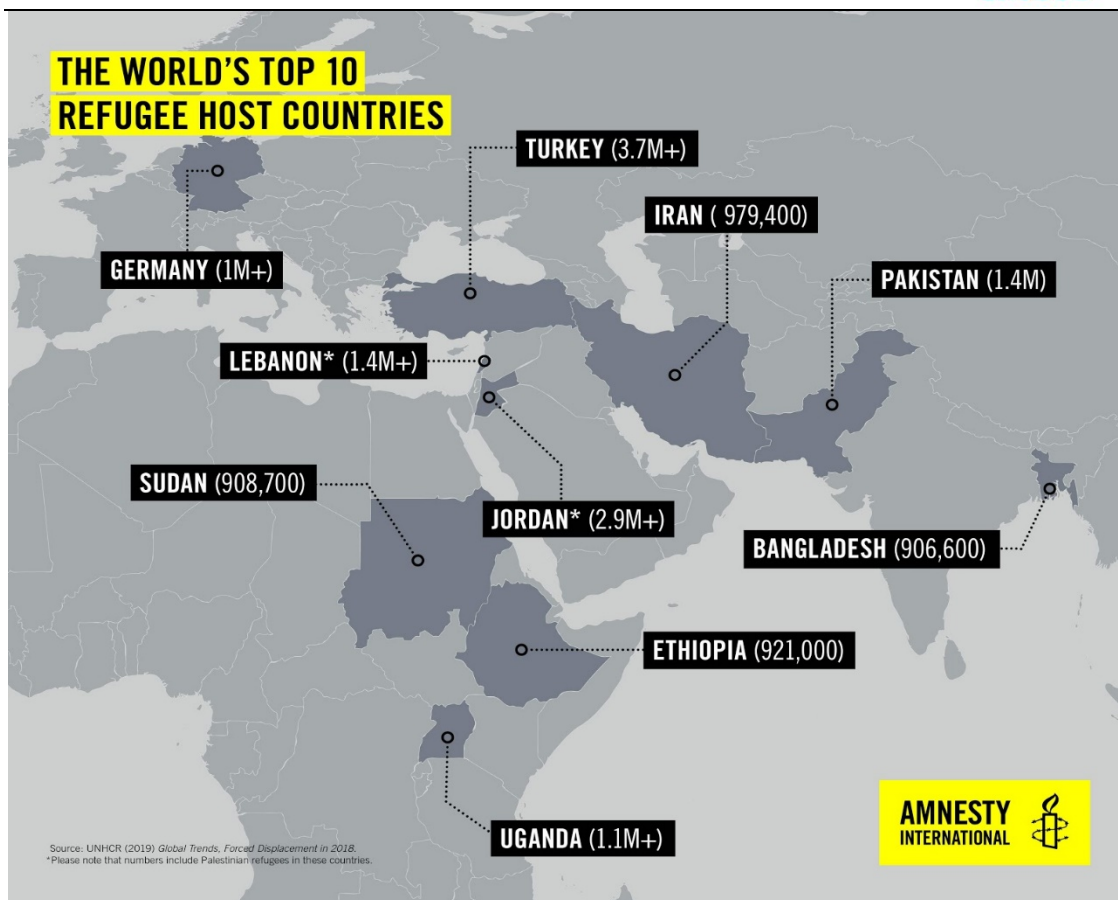 THE WORLD'S TOP 10
REFUGEE HOST COUNTRIES
TURKEY (3.7M+)
IRAN ( 979,400)
GERMANY (1M+)
PAKISTAN (1.4M)
LEBANON* (1.4M+)
SUDAN (908,700)
JORDAN* (2.9M+)
BANGLADESH (906,600)
ETHIOPIA (921,000)
UGANDA (1.1M+)
AMNESTY
INTERNATIONAL
Source: UNHCR (2019) Global Trends, Forced Displacement in 2018.
*Please note that numbers include Palestinian refugees in these countries.